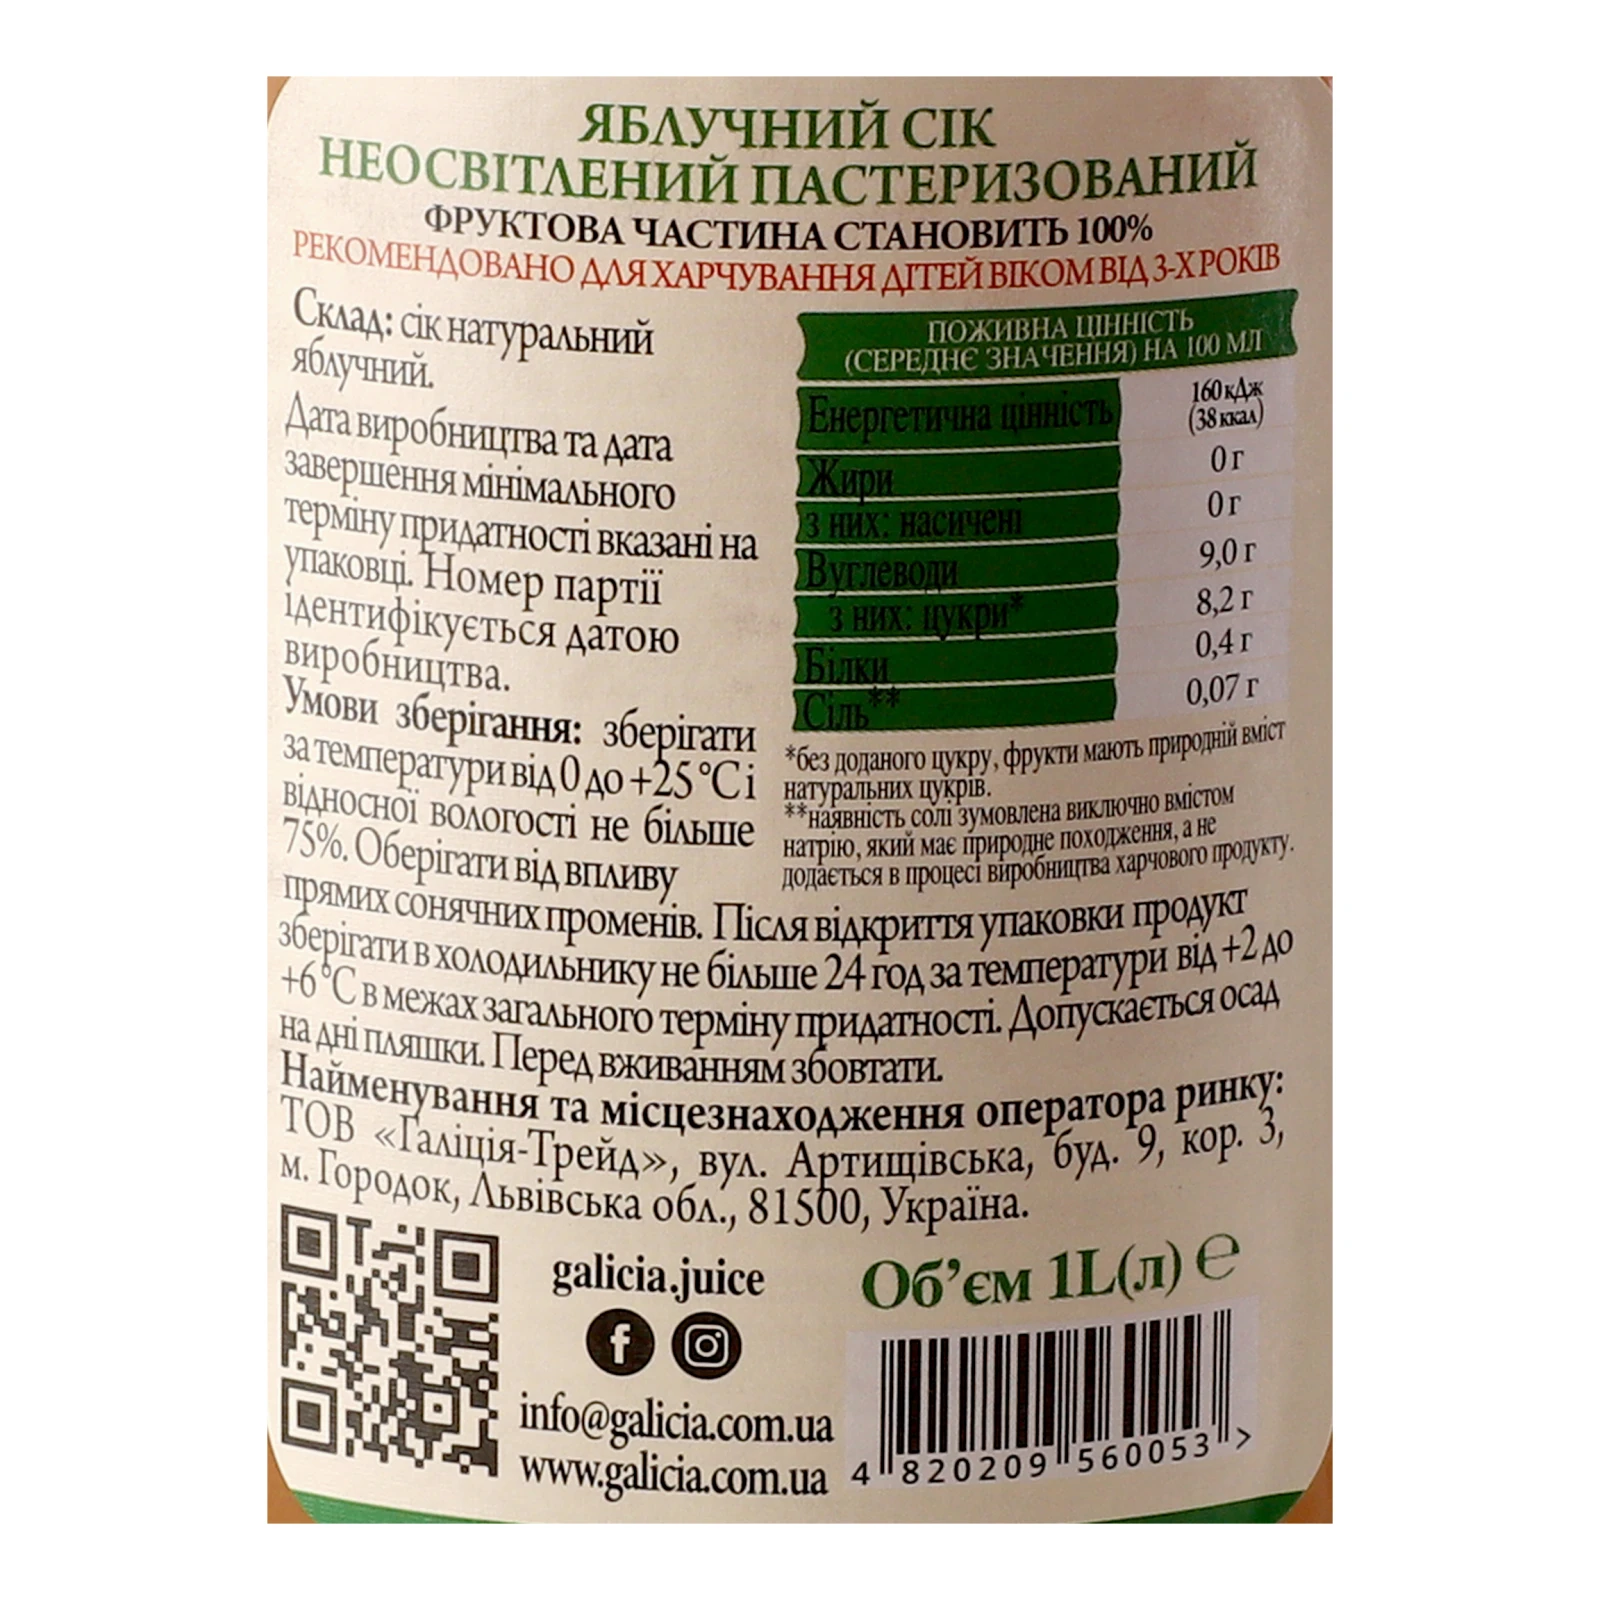 ЯБЛУЧНИЙ СІК
НЕОСВІТЛЕНИЙ ПАСТЕРИЗОВАНИЙ
ФРУКТОВА ЧАСТИНА СТАНОВИТЬ 100%
РЕКОМЕНДОВАНО ДЛЯ ХАРЧУВАННЯ ДІТЕЙ ВІКОМ ВІД 3-Х РОКІВ
Склад: сік натуральний
яблучний.
Дата виробництва та дата
завершення мінімального
терміну придатності вказані на
упаковці. Номер партії
ідентифікується датою
виробництва.
Умови зберігання: зберігати
за температури від 0 до +25 °С і
відносної вологості не більше
75%. Оберігати від впливу
прямих сонячних променів. Після відкриття упаковки продукт
зберігати в холодильнику не більше 24 год за температури від +2 до
+6 °С в межах загального терміну придатності. Допускається осад
на дні пляшки. Перед вживанням збовтати.
ПОЖИВНА ЦІННІСТЬ
(СЕРЕДНЄ ЗНАЧЕННЯ) НА 100 МЛ
Енергетична цінність 160 кДж
(38 ккал)
Жири 0 г
з них: насичені 0 г
Вуглеводи 9,0 г
з них: цукри* 8,2 г
Білки 0,4 г
Сіль** 0,07 г
*без доданого цукру, фрукти мають природній вміст
натуральних цукрів.
**наявність солі зумовлена виключно вмістом
натрію, який має природне походження, а не
додається в процесі виробництва харчового продукту.
Найменування та місцезнаходження оператора ринку:
ТОВ «Галіція-Трейд», вул. Артищівська, буд. 9, кор. 3,
м. Городок, Львівська обл., 81500, Україна.
galicia.juice
info@galicia.com.ua
www.galicia.com.ua
Об’єм 1L(л) ℮
4 820209 560053 >